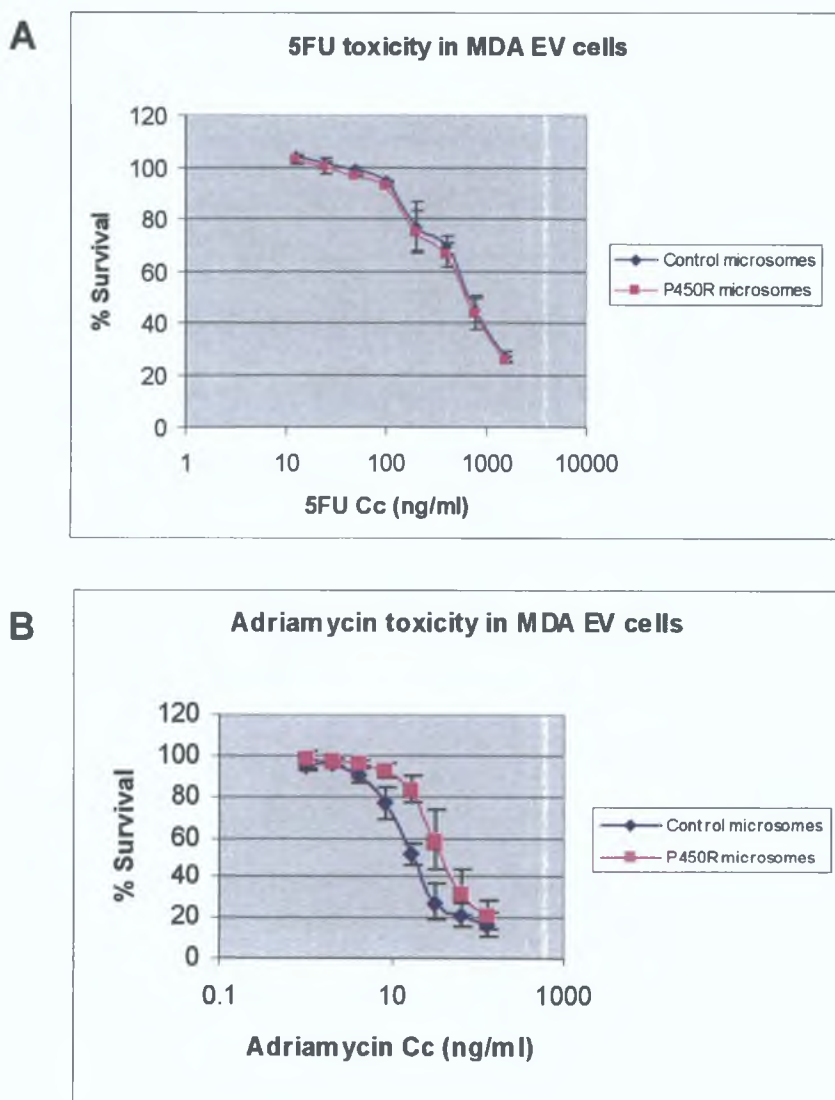 A
5FU toxicity in MDA EV cells
120
100
80
60
40
20
0
% Survival
1 10 100 1000 10000
5FU Cc (ng/ml)
Control microsomes
P450R microsomes
B
Adriamycin toxicity in MDA EV cells
120
100
80
60
40
20
0
% Survival
0.1 10 1000
Adriamycin Cc (ng/ml)
Control microsomes
P450R microsomes